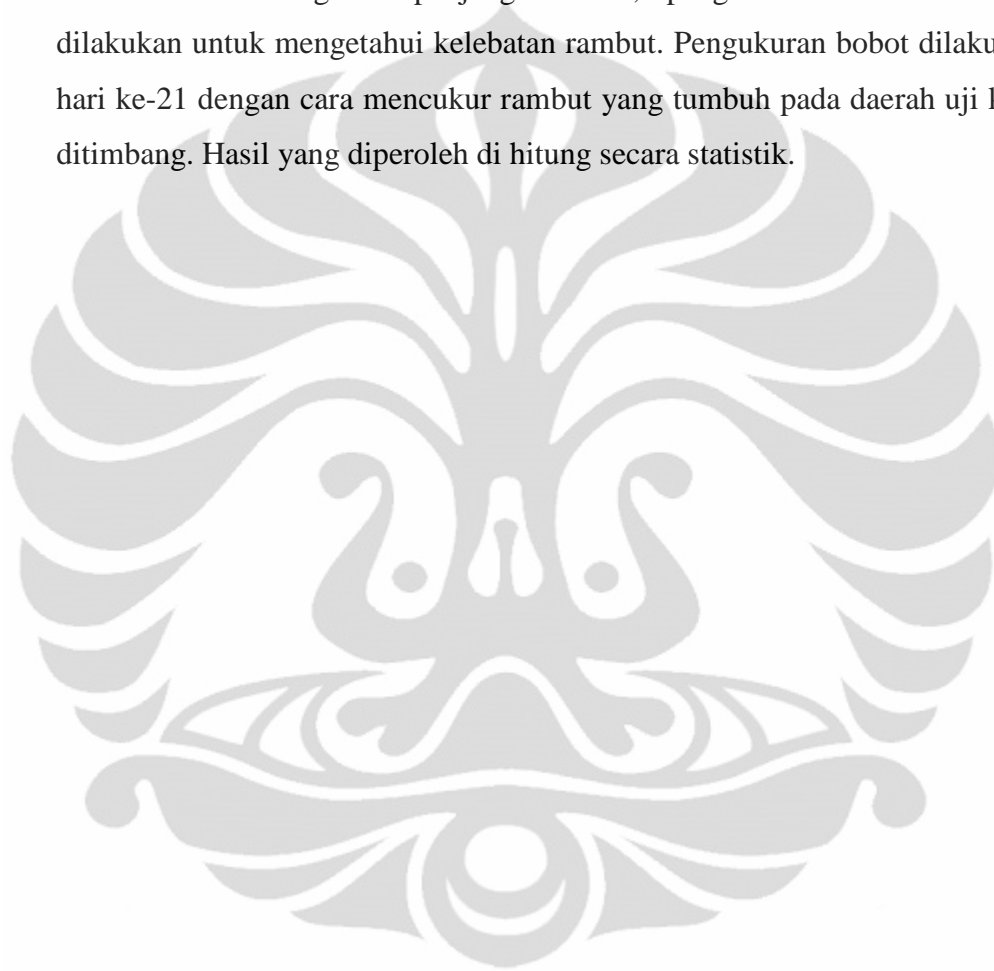 dilakukan untuk mengetahui kelebatan rambut. Pengukuran bobot dilaku
hari ke-21 dengan cara mencukur rambut yang tumbuh pada daerah uji
ditimbang. Hasil yang diperoleh di hitung secara statistik.